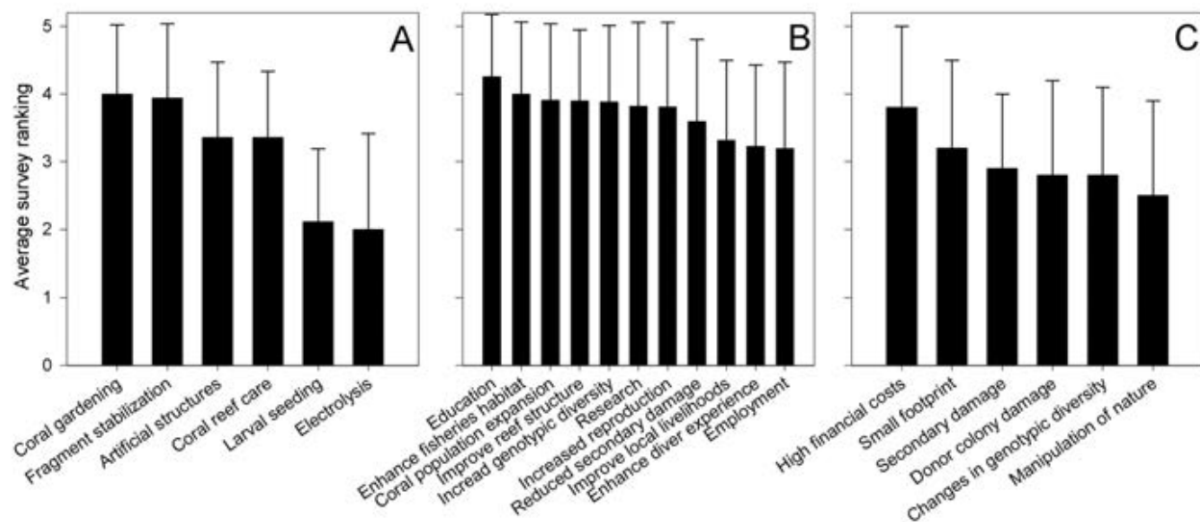 A
B
C
Average survey ranking
5
4
3
2
1
0
Coral gardening
Fragment stabilization
Artificial structures
Coral reef care
Larval seeding
Electrolysis
Education
Enhance fisheries habitat
Coral population expansion
Improve reef structure
Incread genotypic diversity
Research
Increased reproduction
Reduced secondary damage
Improve local livelihoods
Enhance diver experience
Employment
High financial costs
Small footprint
Secondary damage
Donor colony damage
Changes in genotypic diversity
Manipulation of nature